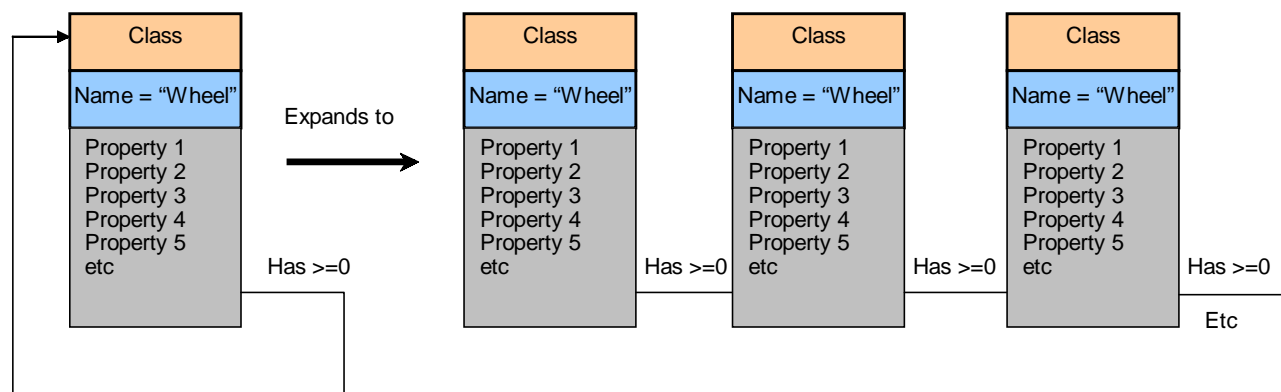 Class
Name = “Wheel”
Property 1
Property 2
Property 3
Property 4
Property 5
etc
Has >=0
Expands to
Class
Name = “Wheel”
Property 1
Property 2
Property 3
Property 4
Property 5
etc
Has >=0
Class
Name = “Wheel”
Property 1
Property 2
Property 3
Property 4
Property 5
etc
Has >=0
Class
Name = “Wheel”
Property 1
Property 2
Property 3
Property 4
Property 5
etc
Has >=0
Etc